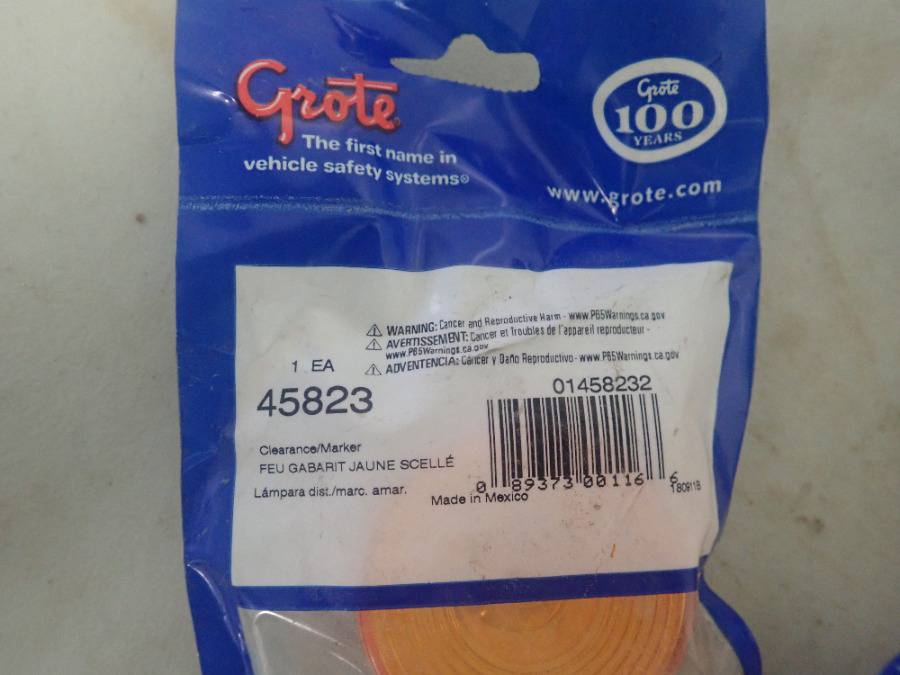 Grote
The first name in
vehicle safety systems®
Grote
100
YEARS
www.grote.com
⚠ WARNING: Cancer and Reproductive Harm - www.P65Warnings.ca.gov
⚠ AVERTISSEMENT: Cancer et Troubles de l'appareil reproducteur -
www.P65Warnings.ca.gov
⚠ ADVENTENCIA: Cáncer y Daño Reproductivo- www.P65Warnings.ca.gov
1 EA
45823
01458232
Clearance/Marker
FEU GABARIT JAUNE SCELLÉ
Lámpara dist./marc. amar.
0 89373 00116 6
Made in Mexico
1809118